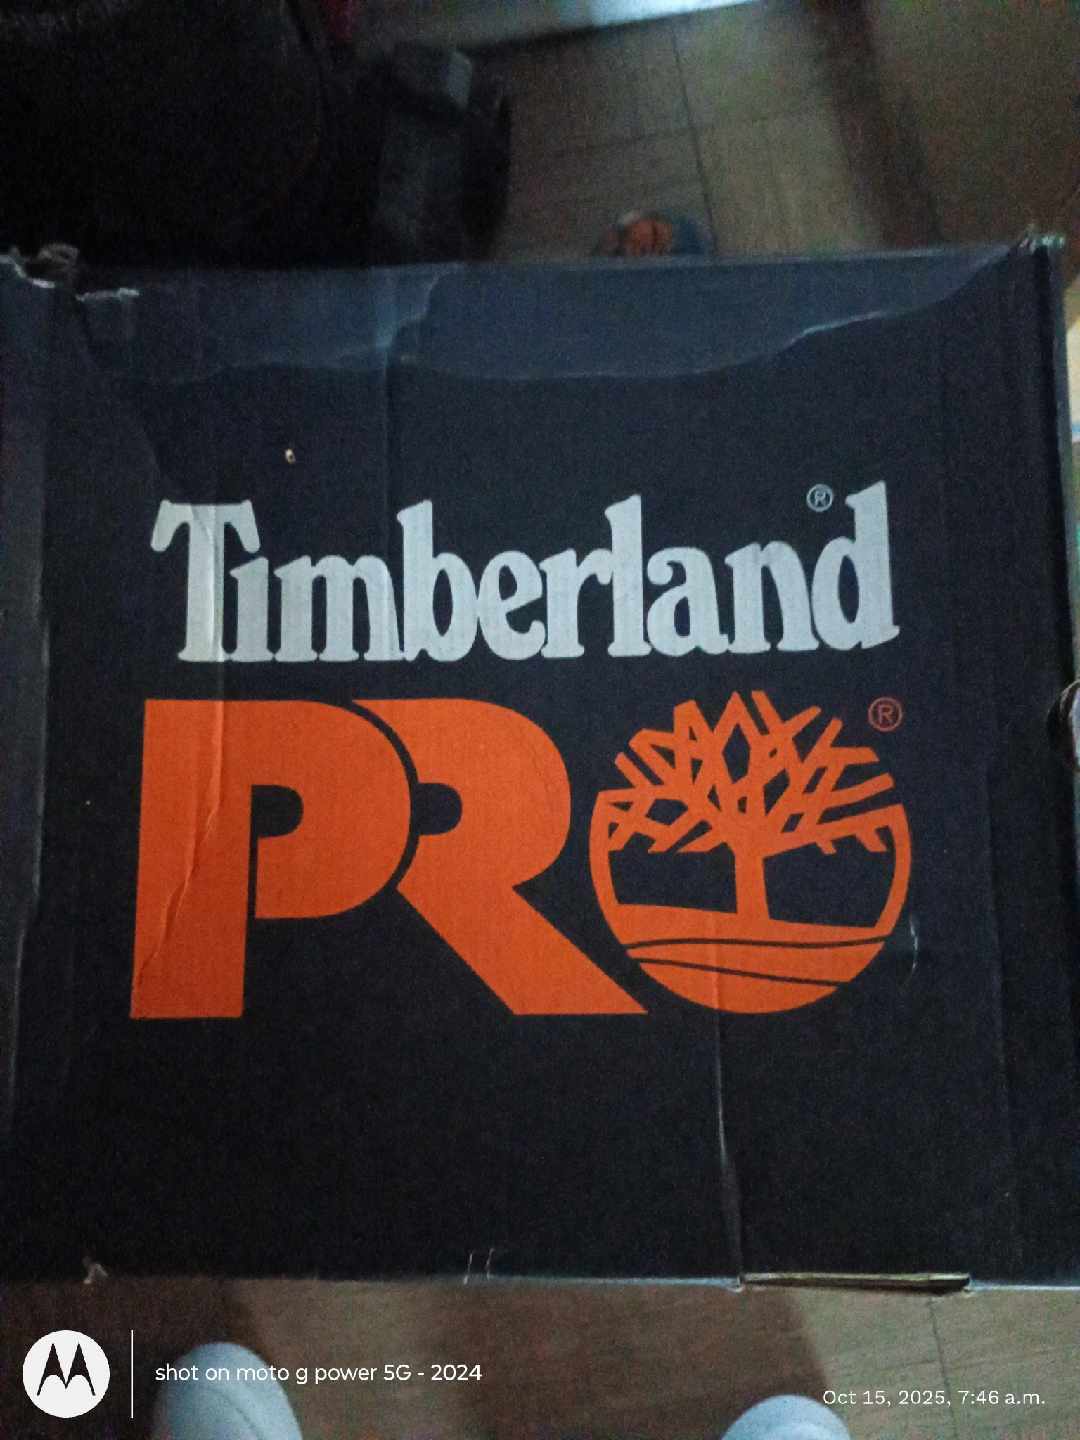 Timberland®
PRO®
shot on moto g power 5G - 2024
Oct 15, 2025, 7:46 a.m.